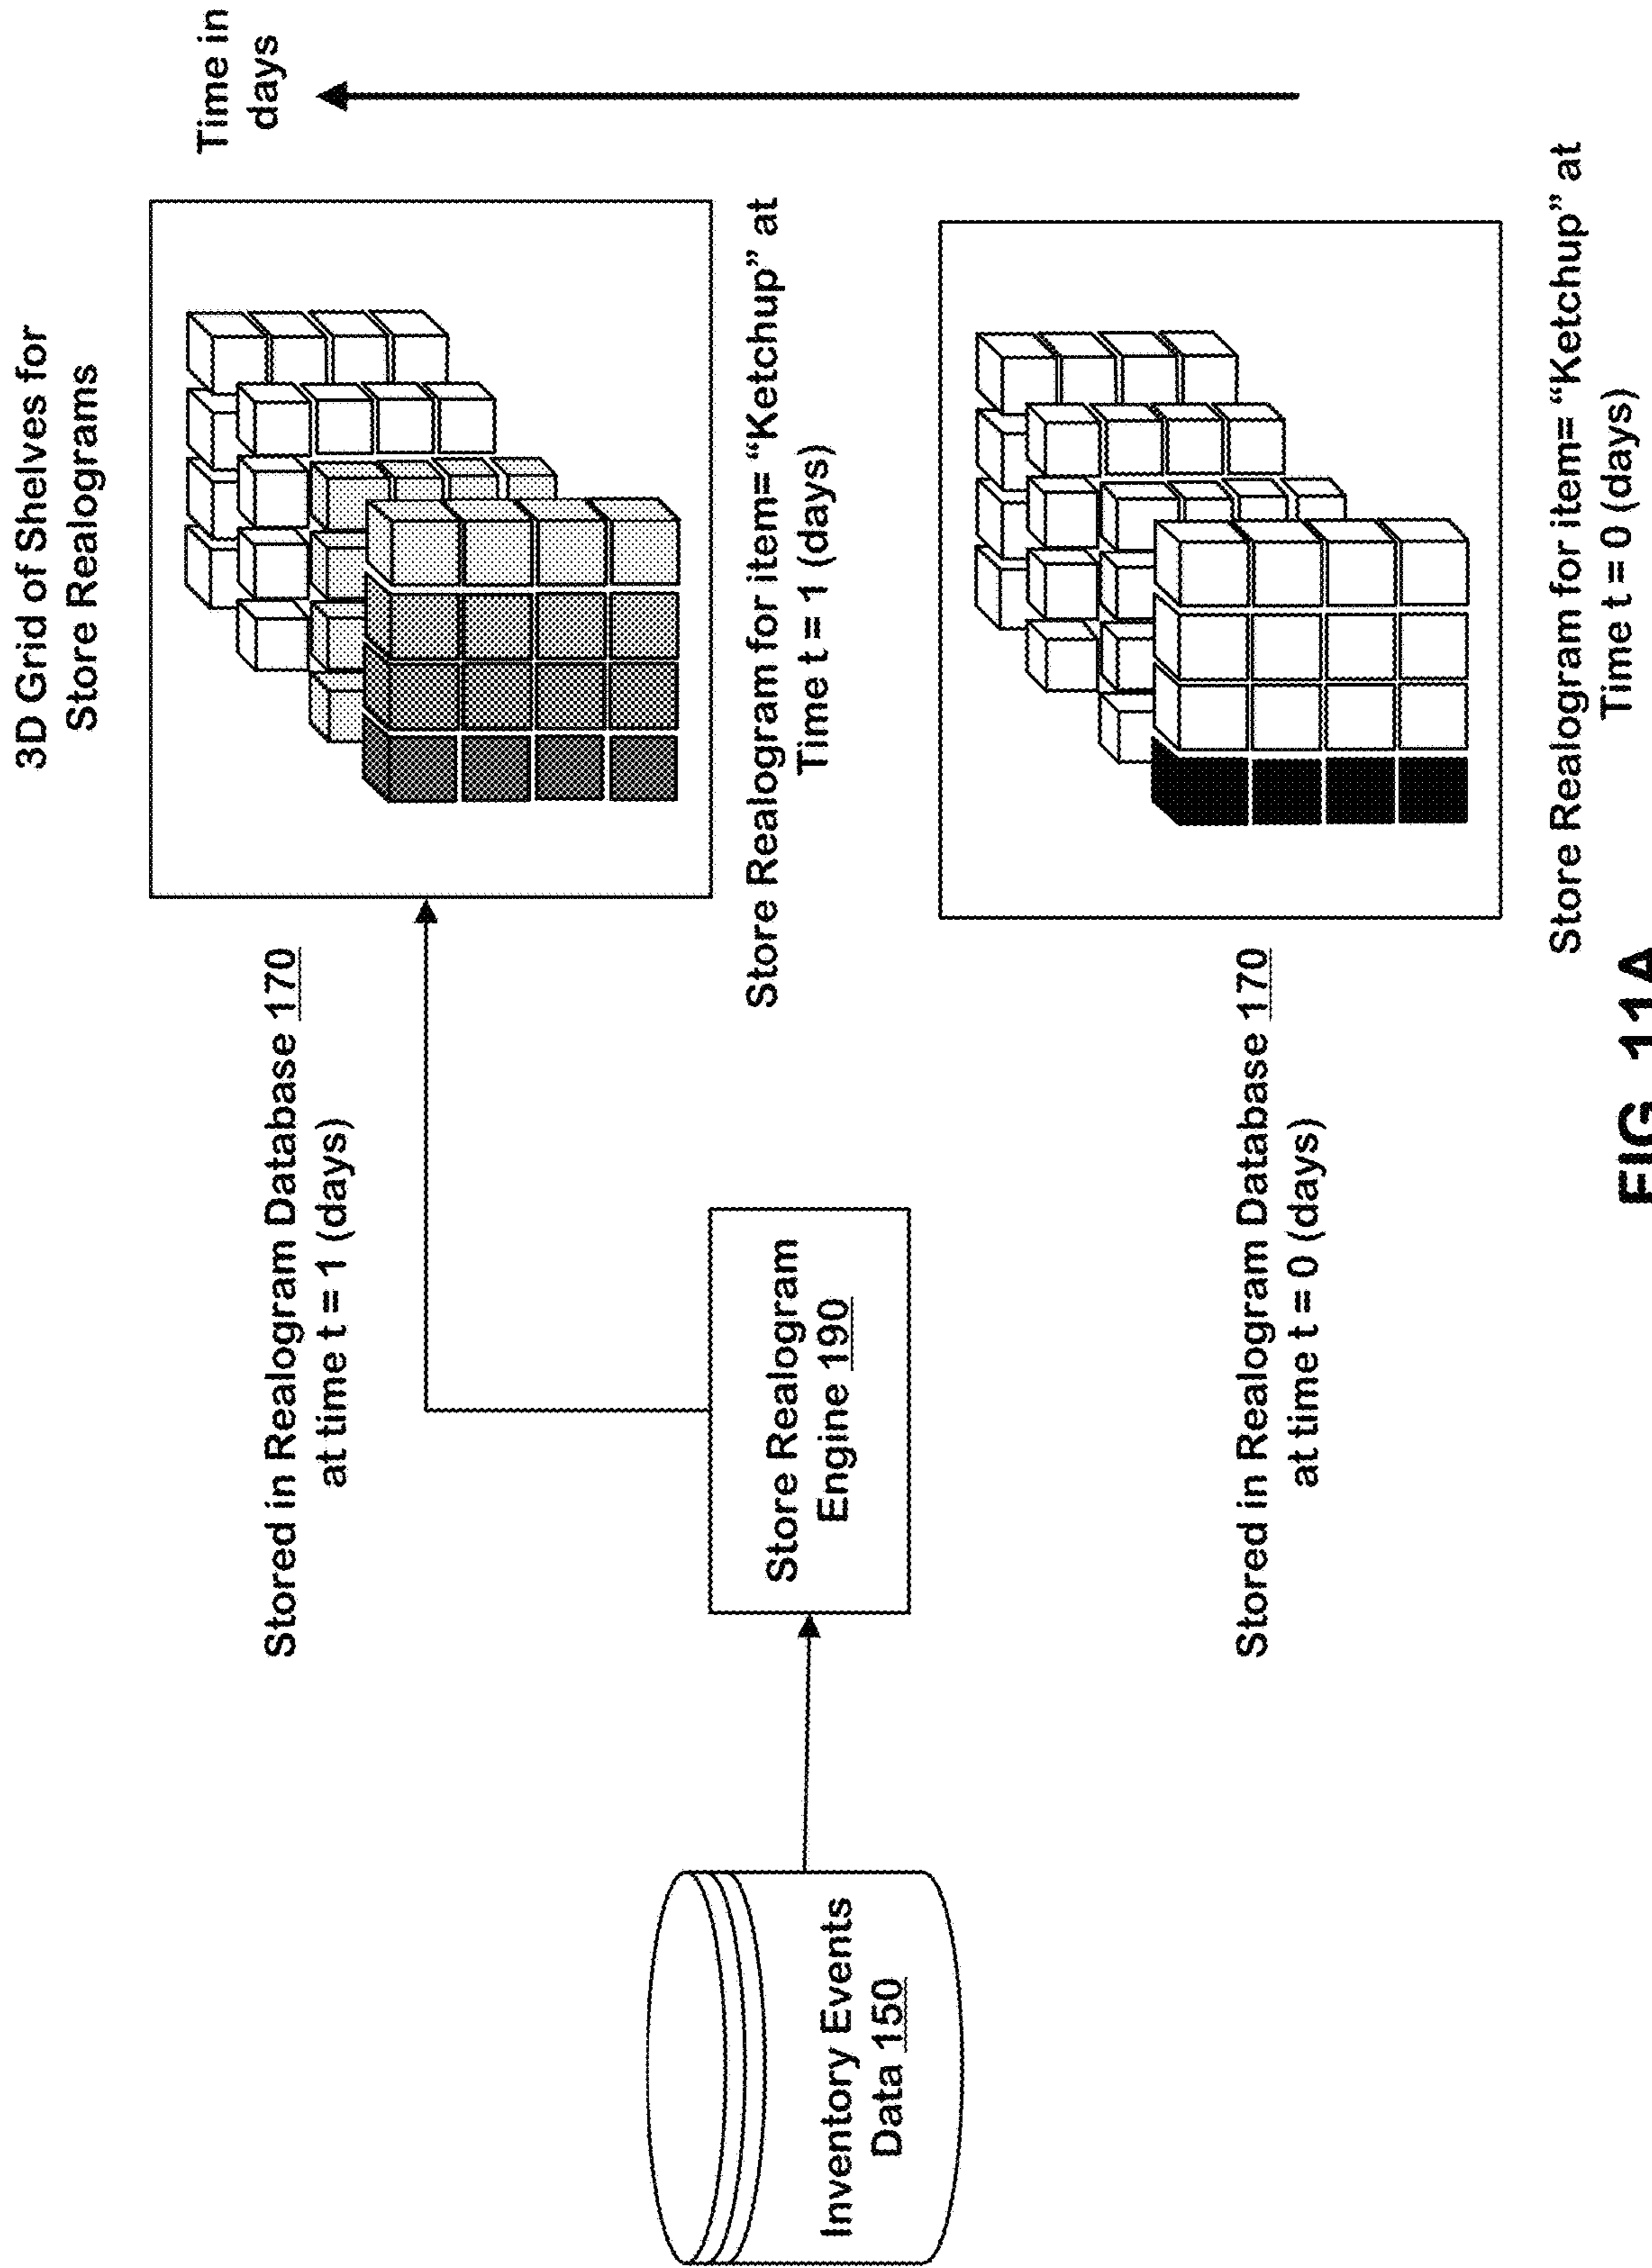 3D Grid of Shelves for
Store Realograms
Time in
days
Stored in Realogram Database 170
at time t = 1 (days)
Store Realogram for item= “Ketchup” at
Time t = 1 (days)
Inventory Events
Data 150
Store Realogram
Engine 190
Stored in Realogram Database 170
at time t = 0 (days)
Store Realogram for item= “Ketchup” at
Time t = 0 (days)
FIG. 11A